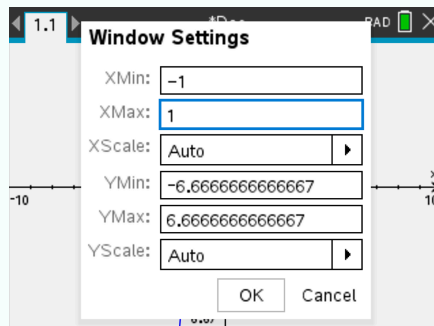 1.1 *Doc RAD
Window Settings
XMin: -1
XMax: 1
XScale: Auto
YMin: -6.6666666666667
YMax: 6.6666666666667
YScale: Auto
-10
OK Cancel